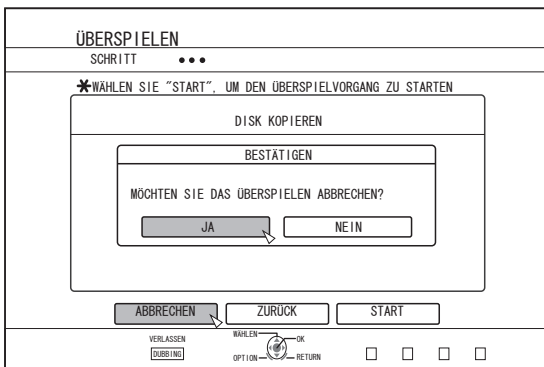 ÜBERSPIELEN
SCHRITT
WÄHLEN SIE "START", UM DEN ÜBERSPIELVORGANG ZU STARTEN
DISK KOPIEREN
BESTÄTIGEN
MÖCHTEN SIE DAS ÜBERSPIELEN ABBRECHEN?
JA NEIN
ABBRECHEN ZURÜCK START
VERLASSEN WÄHLEN OK
DUBBING OPTION RETURN